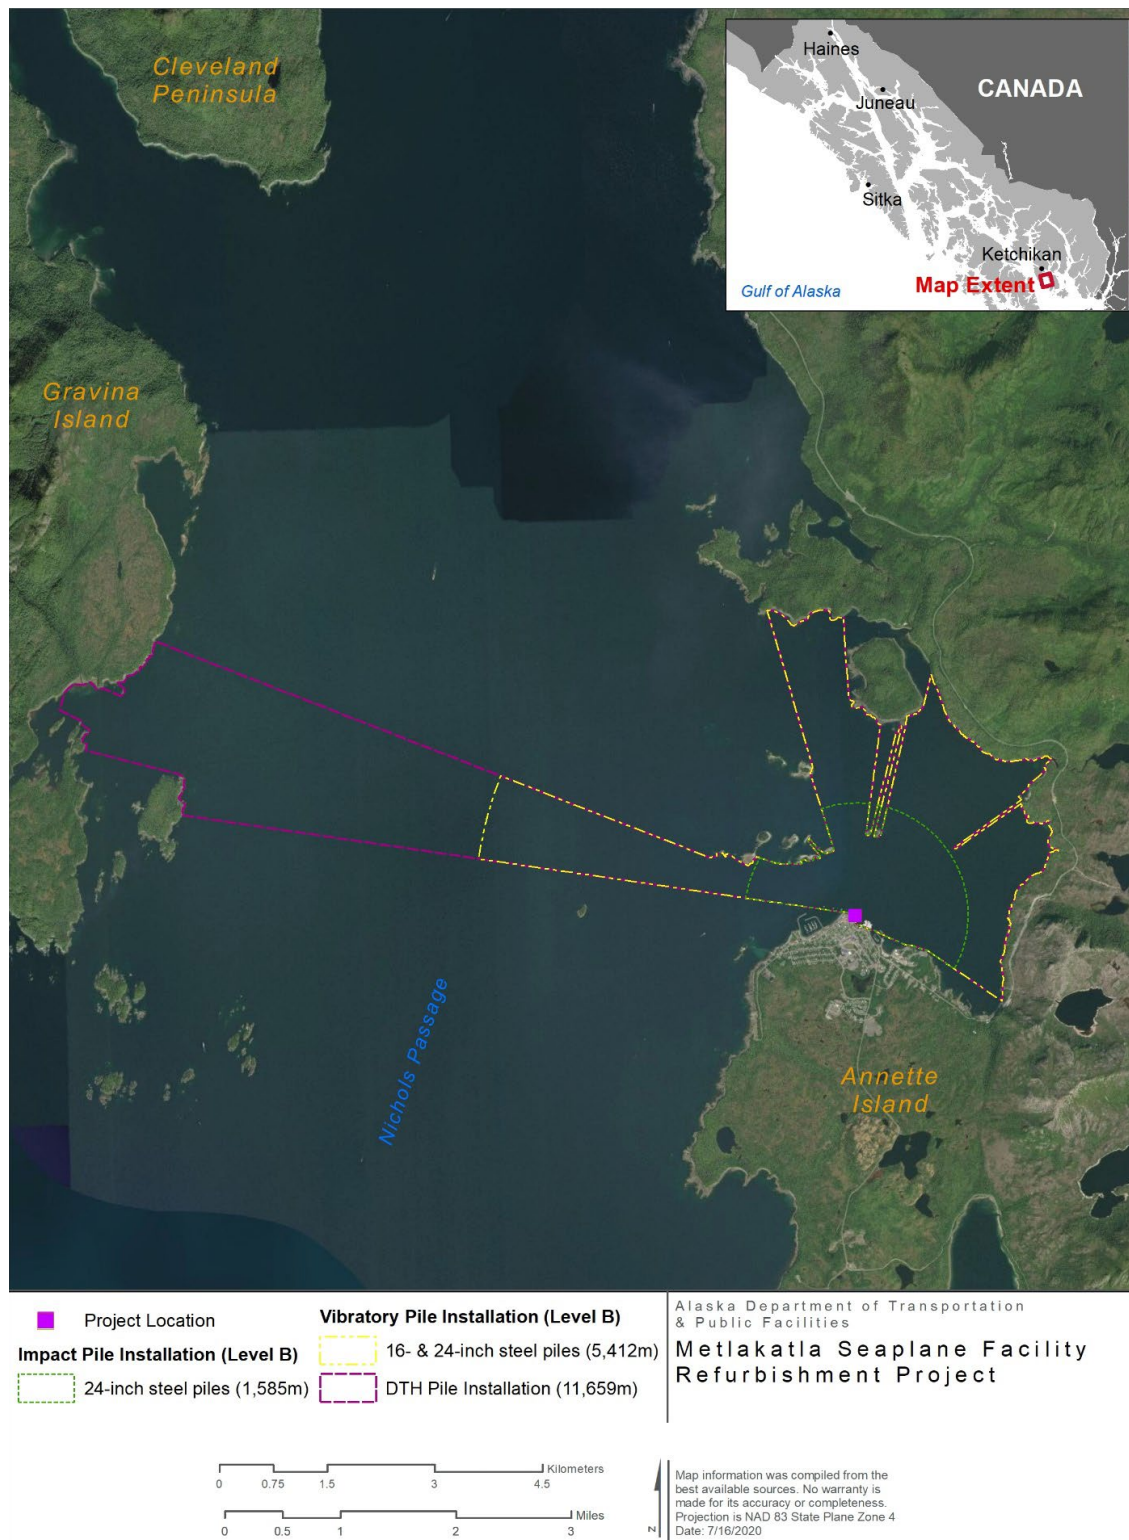 Cleveland
Peninsula
Haines
CANADA
Juneau
Sitka
Ketchikan
Map Extent
Gulf of Alaska
Gravina
Island
Nichols Passage
Annette
Island
Project Location
Impact Pile Installation (Level B)
24-inch steel piles (1,585m)
Vibratory Pile Installation (Level B)
16- & 24-inch steel piles (5,412m)
DTH Pile Installation (11,659m)
Alaska Department of Transportation
& Public Facilities
Metlakatla Seaplane Facility
Refurbishment Project
Kilometers
0 0.75 1.5 3 4.5
Miles
0 0.5 1 2 3
N
Map information was compiled from the
best available sources. No warranty is
made for its accuracy or completeness.
Projection is NAD 83 State Plane Zone 4
Date: 7/16/2020